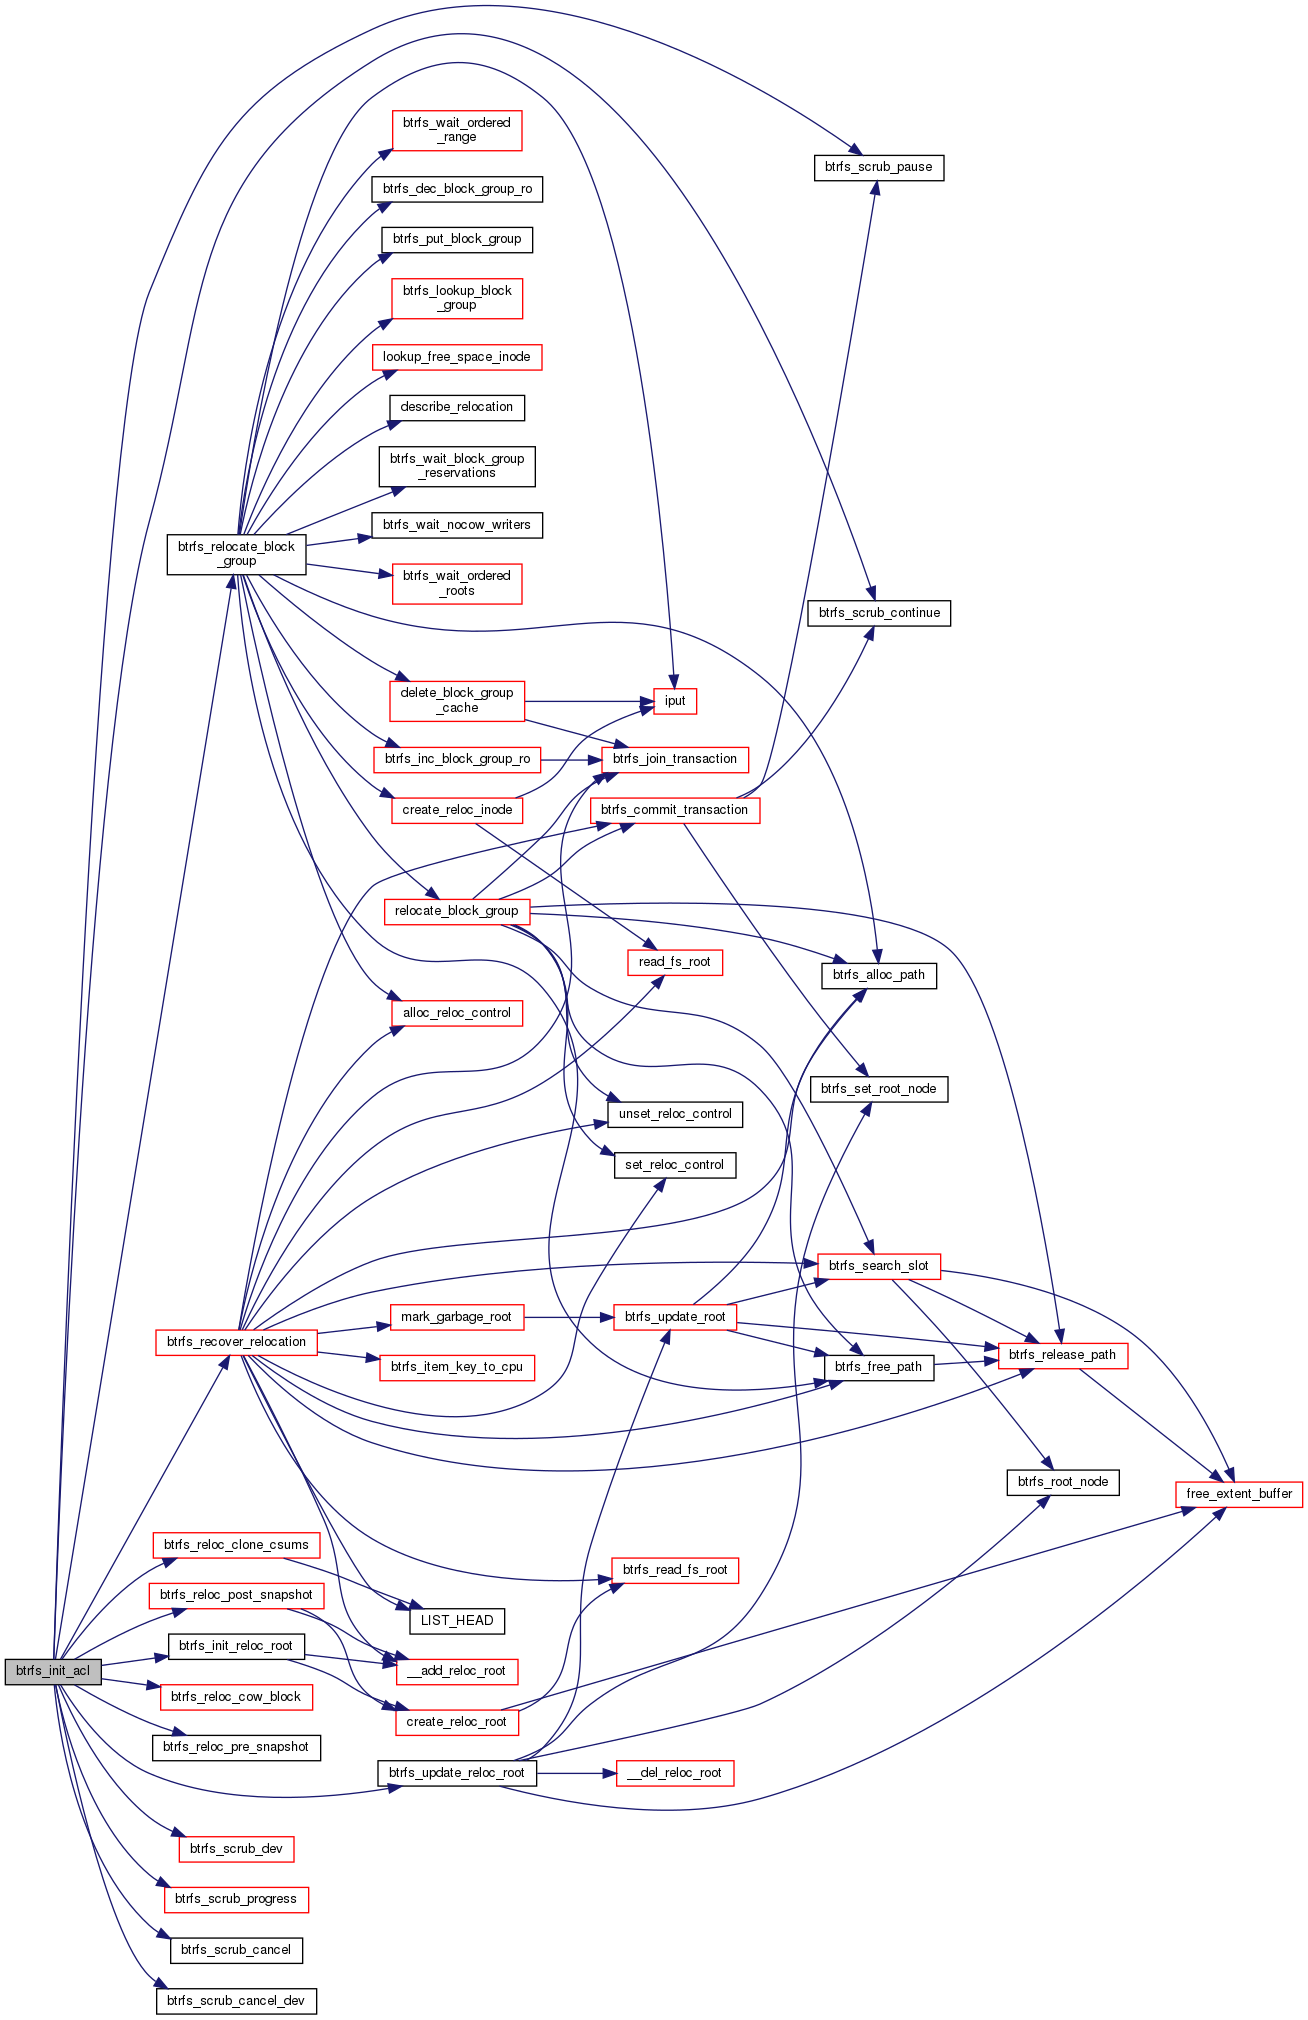 btrfs_wait_ordered
_range
btrfs_scrub_pause
btrfs_dec_block_group_ro
btrfs_put_block_group
btrfs_lookup_block
_group
lookup_free_space_inode
describe_relocation
btrfs_wait_block_group
_reservations
btrfs_wait_nocow_writers
btrfs_relocate_block
_group
btrfs_wait_ordered
_roots
btrfs_scrub_continue
delete_block_group
_cache
iput
btrfs_inc_block_group_ro
btrfs_join_transaction
create_reloc_inode
btrfs_commit_transaction
relocate_block_group
read_fs_root
btrfs_alloc_path
alloc_reloc_control
btrfs_set_root_node
unset_reloc_control
set_reloc_control
btrfs_search_slot
mark_garbage_root
btrfs_update_root
btrfs_recover_relocation
btrfs_release_path
btrfs_item_key_to_cpu
btrfs_free_path
btrfs_root_node
free_extent_buffer
btrfs_reloc_clone_csums
btrfs_read_fs_root
btrfs_reloc_post_snapshot
LIST_HEAD
btrfs_init_reloc_root
btrfs_init_acl
__add_reloc_root
btrfs_reloc_cow_block
create_reloc_root
btrfs_reloc_pre_snapshot
btrfs_update_reloc_root
__del_reloc_root
btrfs_scrub_dev
btrfs_scrub_progress
btrfs_scrub_cancel
btrfs_scrub_cancel_dev